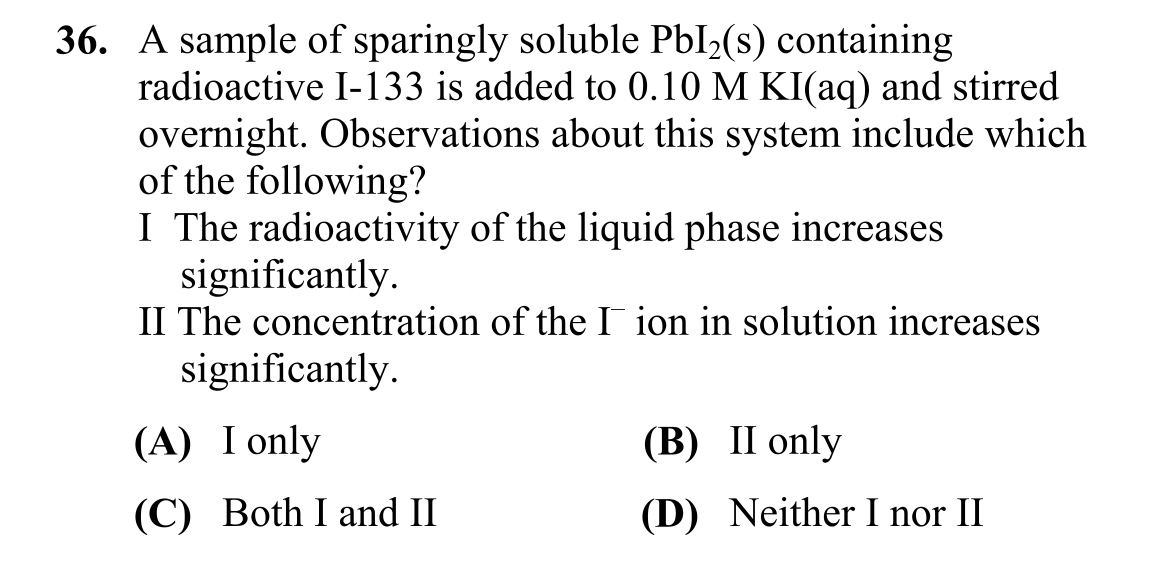 36. A sample of sparingly soluble PbI₂(s) containing
radioactive I-133 is added to 0.10 M KI(aq) and stirred
overnight. Observations about this system include which
of the following?
I The radioactivity of the liquid phase increases
significantly.
II The concentration of the I⁻ ion in solution increases
significantly.
(A) I only (B) II only
(C) Both I and II (D) Neither I nor II